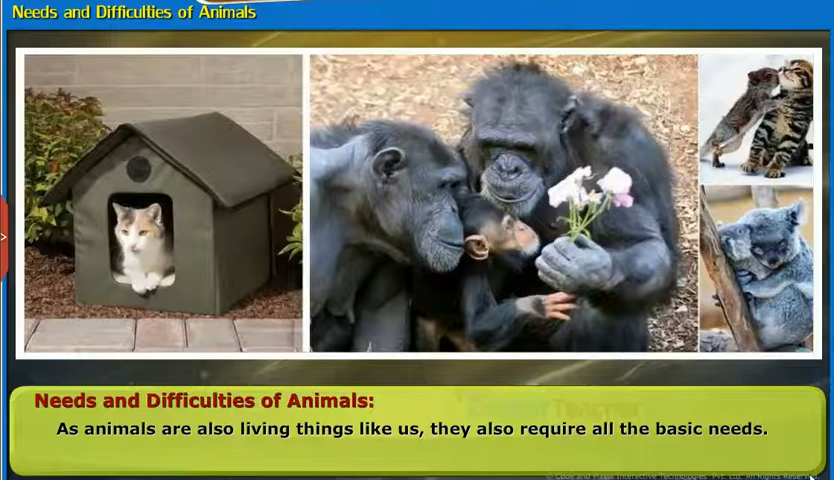 Needs and Difficulties of Animals
Needs and Difficulties of Animals:
As animals are also living things like us, they also require all the basic needs.